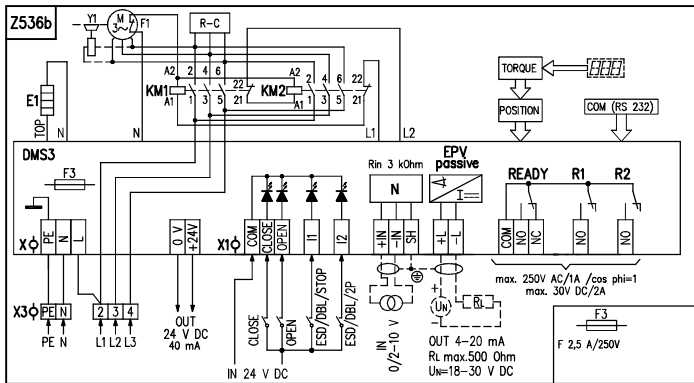 Z536b
Y1
M
3~
F1
R-C
A2
2 4 6
22
A2
2 4 6
22
KM1
KM2
A1
1 3 5
21
A1
1 3 5
21
E1
TOP
N
N
L1
L2
TORQUE
POSITION
COM (RS 232)
DMS3
F3
Rin 3 kOhm
N
EPV
passive
READY
R1
R2
X
PE
N
L
0 V
+24V
X1
COM
CLOSE
OPEN
I1
I2
+IN
-IN
SH
+L
-L
COM
NO
NC
NO
NO
max. 250V AC/1A /cos phi=1
max. 30V DC/2A
X3
PE N
2 3 4
PE N
L1 L2 L3
OUT
24 V DC
40 mA
CLOSE
OPEN
ESD/DBL/STOP
ESD/DBL/2P
IN 24 V DC
IN
0/2-10 V
+
UN
-
RL
OUT 4-20 mA
RL max.500 Ohm
UN=18-30 V DC
F3
F 2,5 A/250V